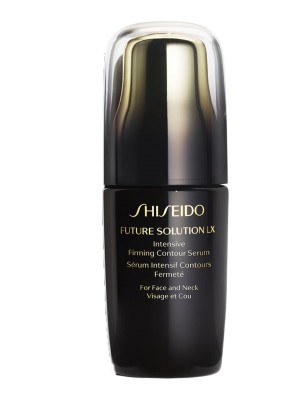 SHISEIDO
FUTURE SOLUTION LX
Intensive
Firming Contour Serum
Sérum Intensif Contours
Fermeté
For Face and Neck
Visage et Cou